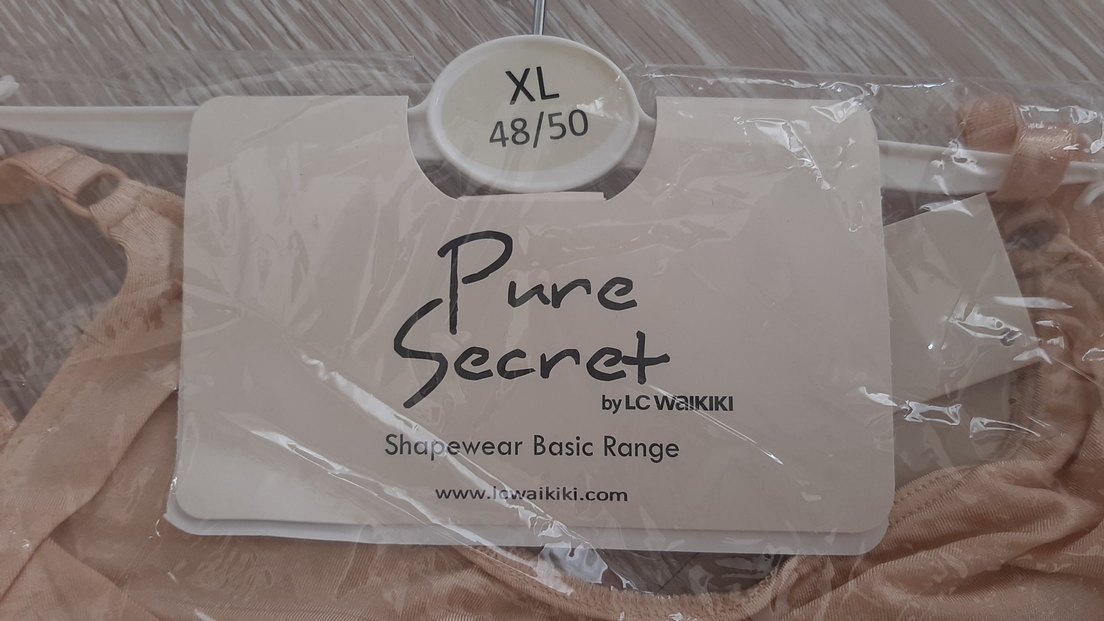 XL
48/50
Pure
Secret
by LC WAIKIKI
Shapewear Basic Range
www.lcwaikiki.com